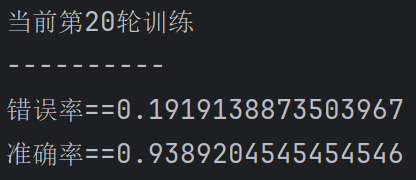 当前第20轮训练
----------
错误率==0.1919138873503967
准确率==0.9389204545454546